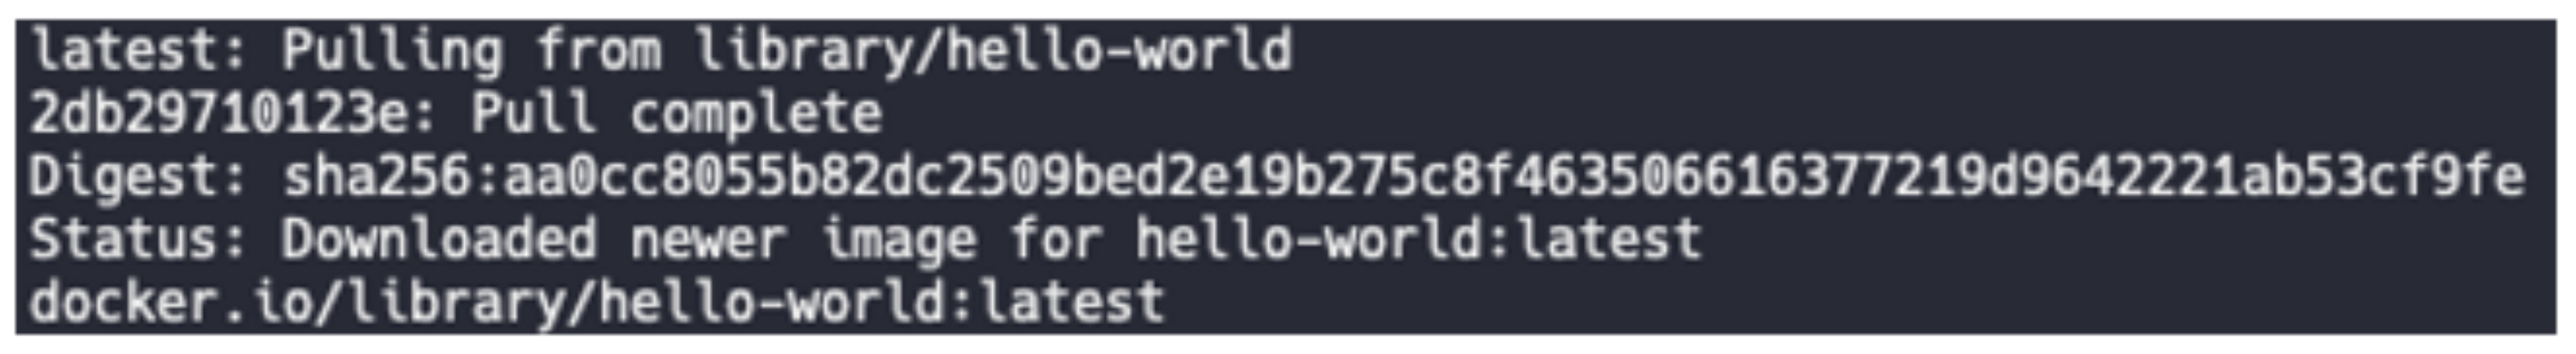 latest: Pulling from library/hello-world
2db29710123e: Pull complete
Digest: sha256:aa0cc8055b82dc2509bed2e19b275c8f463506616377219d9642221ab53cf9fe
Status: Downloaded newer image for hello-world:latest
docker.io/library/hello-world:latest